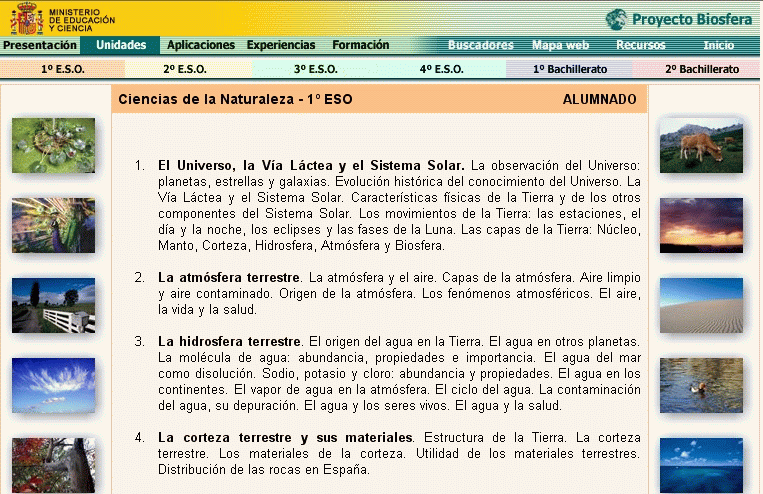 MINISTERIO
DE EDUCACIÓN
Y CIENCIA
Proyecto Biosfera
Presentación Unidades Aplicaciones Experiencias Formación Buscadores Mapa web Recursos Inicio
1º E.S.O. 2º E.S.O. 3º E.S.O. 4º E.S.O. 1º Bachillerato 2º Bachillerato
Ciencias de la Naturaleza - 1º ESO ALUMNADO
1. El Universo, la Vía Láctea y el Sistema Solar. La observación del Universo:
planetas, estrellas y galaxias. Evolución histórica del conocimiento del Universo. La
Vía Láctea y el Sistema Solar. Características físicas de la Tierra y de los otros
componentes del Sistema Solar. Los movimientos de la Tierra: las estaciones, el
día y la noche, los eclipses y las fases de la Luna. Las capas de la Tierra: Núcleo,
Manto, Corteza, Hidrosfera, Atmósfera y Biosfera.
2. La atmósfera terrestre. La atmósfera y el aire. Capas de la atmósfera. Aire limpio
y aire contaminado. Origen de la atmósfera. Los fenómenos atmosféricos. El aire,
la vida y la salud.
3. La hidrosfera terrestre. El origen del agua en la Tierra. El agua en otros planetas.
La molécula de agua: abundancia, propiedades e importancia. El agua del mar
como disolución. Sodio, potasio y cloro: abundancia y propiedades. El agua en los
continentes. El vapor de agua en la atmósfera. El ciclo del agua. La contaminación
del agua, su depuración. El agua y los seres vivos. El agua y la salud.
4. La corteza terrestre y sus materiales. Estructura de la Tierra. La corteza
terrestre. Los materiales de la corteza. Utilidad de los materiales terrestres.
Distribución de las rocas en España.